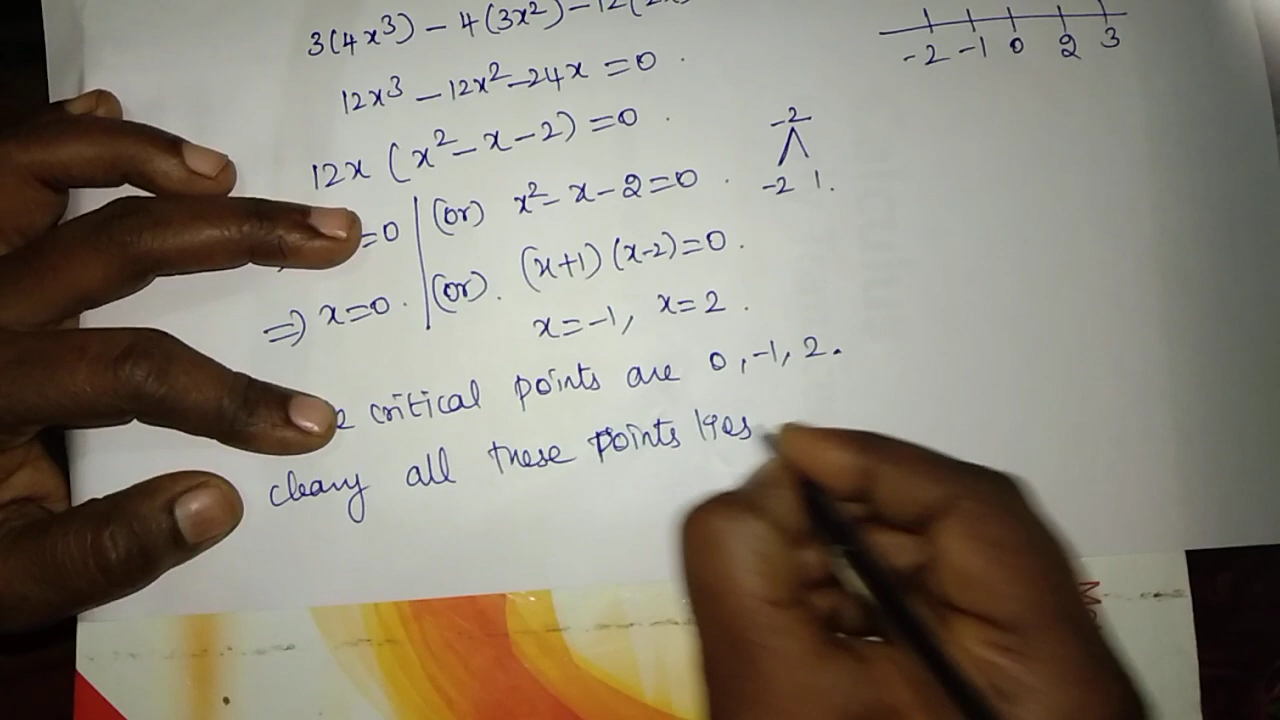 3(4x³) – 4(3x²) – 12(2x)
-2 -1 0 2 3
12x³ – 12x² – 24x = 0
12x (x² – x – 2) = 0
-2
-2 1.
=0 (or) x² – x – 2 = 0
=) x=0. (or). (x+1) (x-2) = 0.
x = -1, x = 2.
critical points are 0, -1, 2.
cleary all these points lies